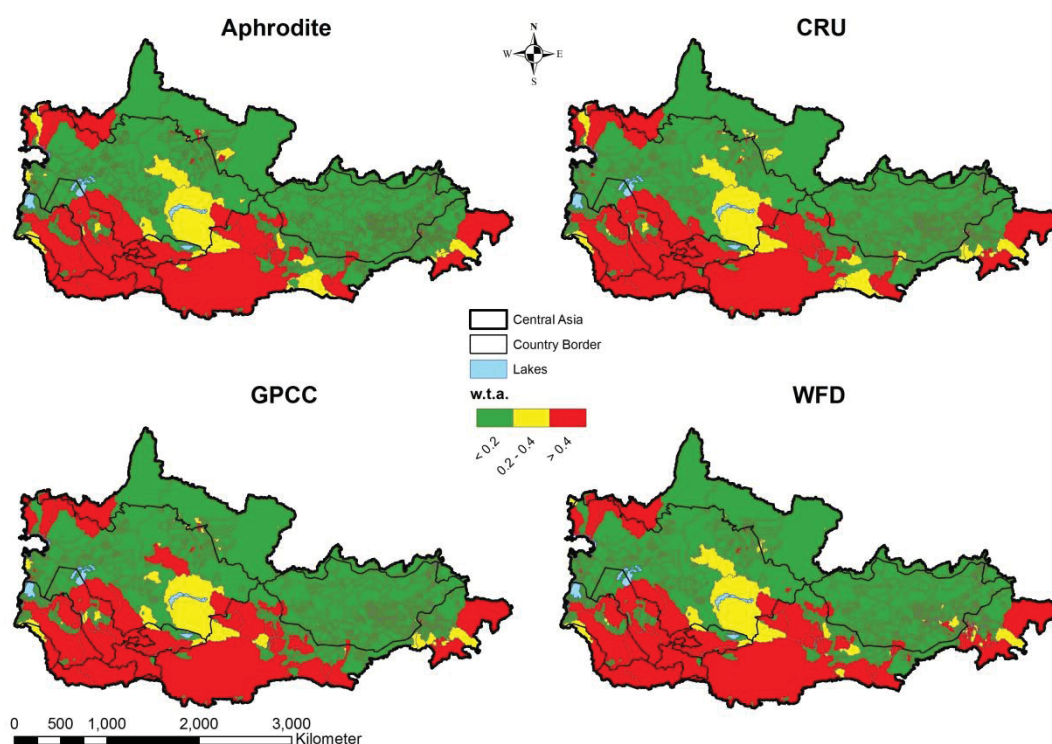 Aphrodite
CRU
N
W E
S
Central Asia
Country Border
Lakes
GPCC
w.t.a.
WFD
< 0.2
0.2 - 0.4
> 0.4
0 500 1,000 2,000 3,000
Kilometer